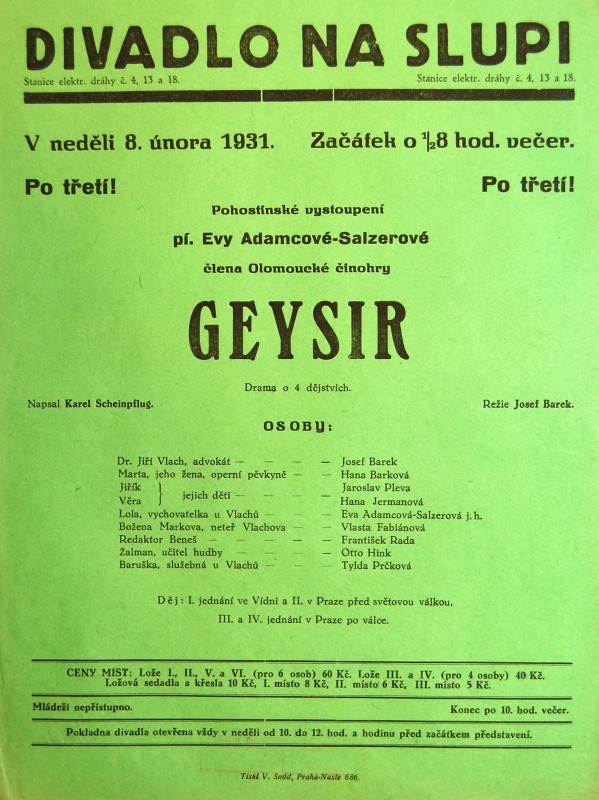 DIVADLO NA SLUPI
Stanice elektr. dráhy č. 4, 13 a 18. Stanice elektr. dráhy č. 4, 13 a 18.
V neděli 8. února 1931. Začátek o ½8 hod. večer.
Po třetí! Po třetí!
Pohostinské vystoupení
pí. Evy Adamcové-Salzerové
člena Olomoucké činohry
GEYSIR
Drama o 4 dějstvích.
Napsal Karel Scheinpflug. Režie Josef Barek.
OSOBY:
Dr. Jiří Vlach, advokát — — — — Josef Barek
Marta, jeho žena, operní pěvkyně — — Hana Barková
Jiřík } jejich děti — — — — Jaroslav Pleva
Věra } Hana Jermanová
Lola, vychovatelka u Vlachů — — — Eva Adamcová-Salzerová j. h.
Božena Markova, neteř Vlachova — — Vlasta Fabiánová
Redaktor Beneš — — — — — František Rada
Žalman, učitel hudby — — — — Otto Hink
Baruška, služebná u Vlachů — — — Tylda Prčková
Děj: I. jednání ve Vídni a II. v Praze před světovou válkou,
III. a IV. jednání v Praze po válce.
CENY MÍST: Lože I., II., V. a VI. (pro 6 osob) 60 Kč. Lože III. a IV. (pro 4 osoby) 40 Kč.
Ložová sedadla a křesla 10 Kč, I. místo 8 Kč, II. místo 6 Kč, III. místo 5 Kč.
Mládeži nepřístupno. Konec po 10. hod. večer.
Pokladna divadla otevřena vždy v neděli od 10. do 12. hod. a hodinu před začátkem představení.
Tiskl V. Šmíd, Praha-Nusle 686.